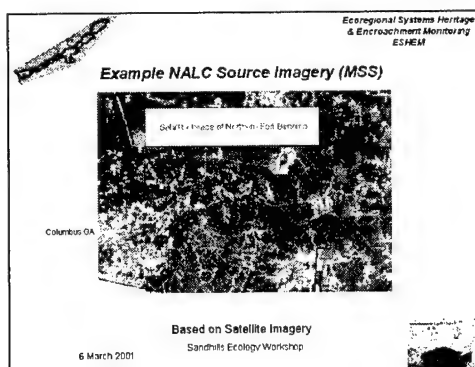 Ecoregional Systems Heritage
& Encroachment Monitoring
ESHEM
Example NALC Source Imagery (MSS)
Satellite Image of Northern Fort Benning
Columbus GA
Based on Satellite Imagery
6 March 2001
Sandhills Ecology Workshop